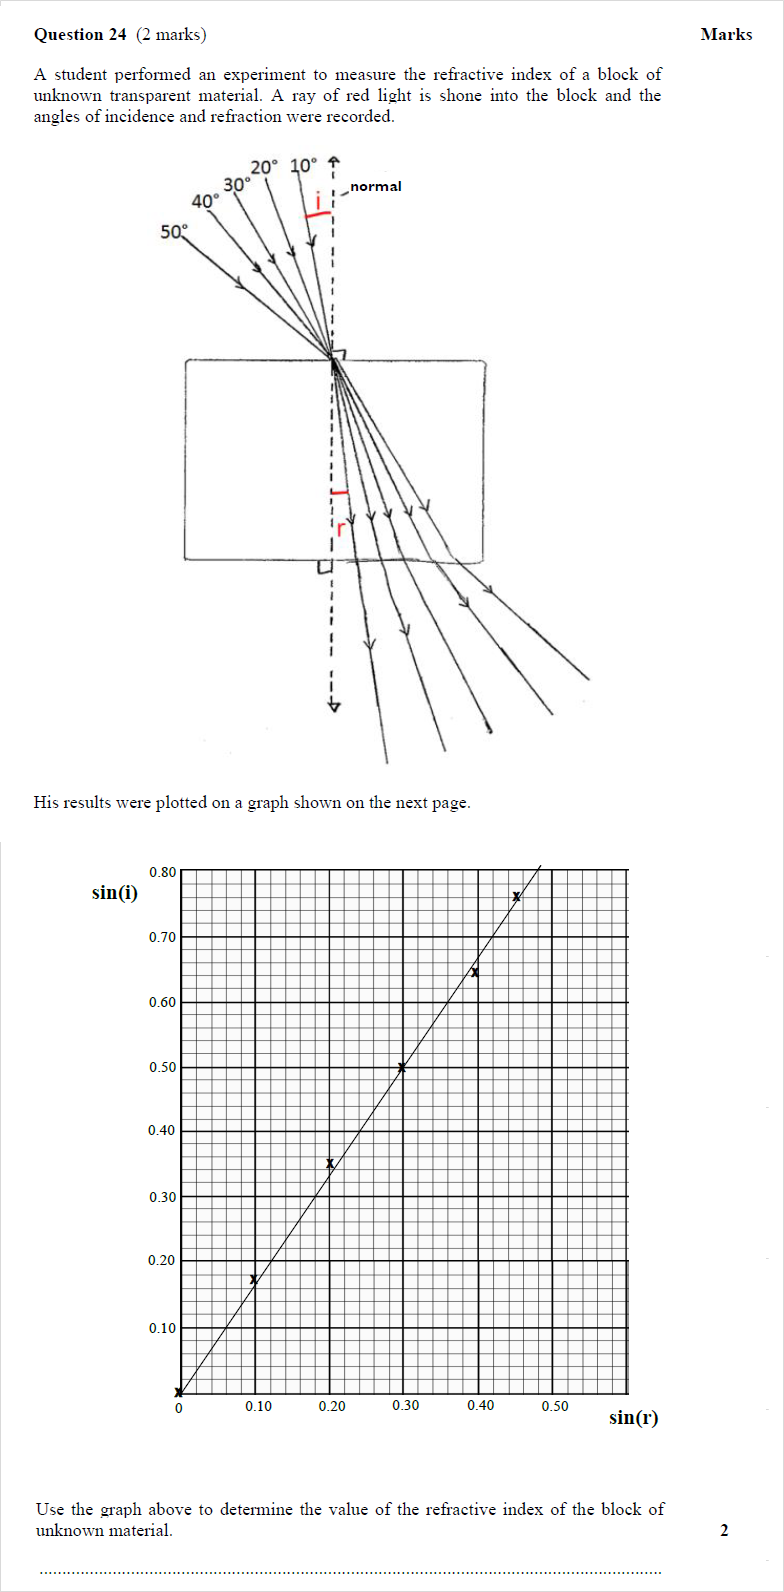 Question 24 (2 marks) Marks
A student performed an experiment to measure the refractive index of a block of
unknown transparent material. A ray of red light is shone into the block and the
angles of incidence and refraction were recorded.
20° 10°
30°
normal
40°
i
50°
r
His results were plotted on a graph shown on the next page.
0.80
sin(i)
0.70
0.60
0.50
0.40
0.30
0.20
0.10
0 0.10 0.20 0.30 0.40 0.50
sin(r)
Use the graph above to determine the value of the refractive index of the block of
unknown material. 2